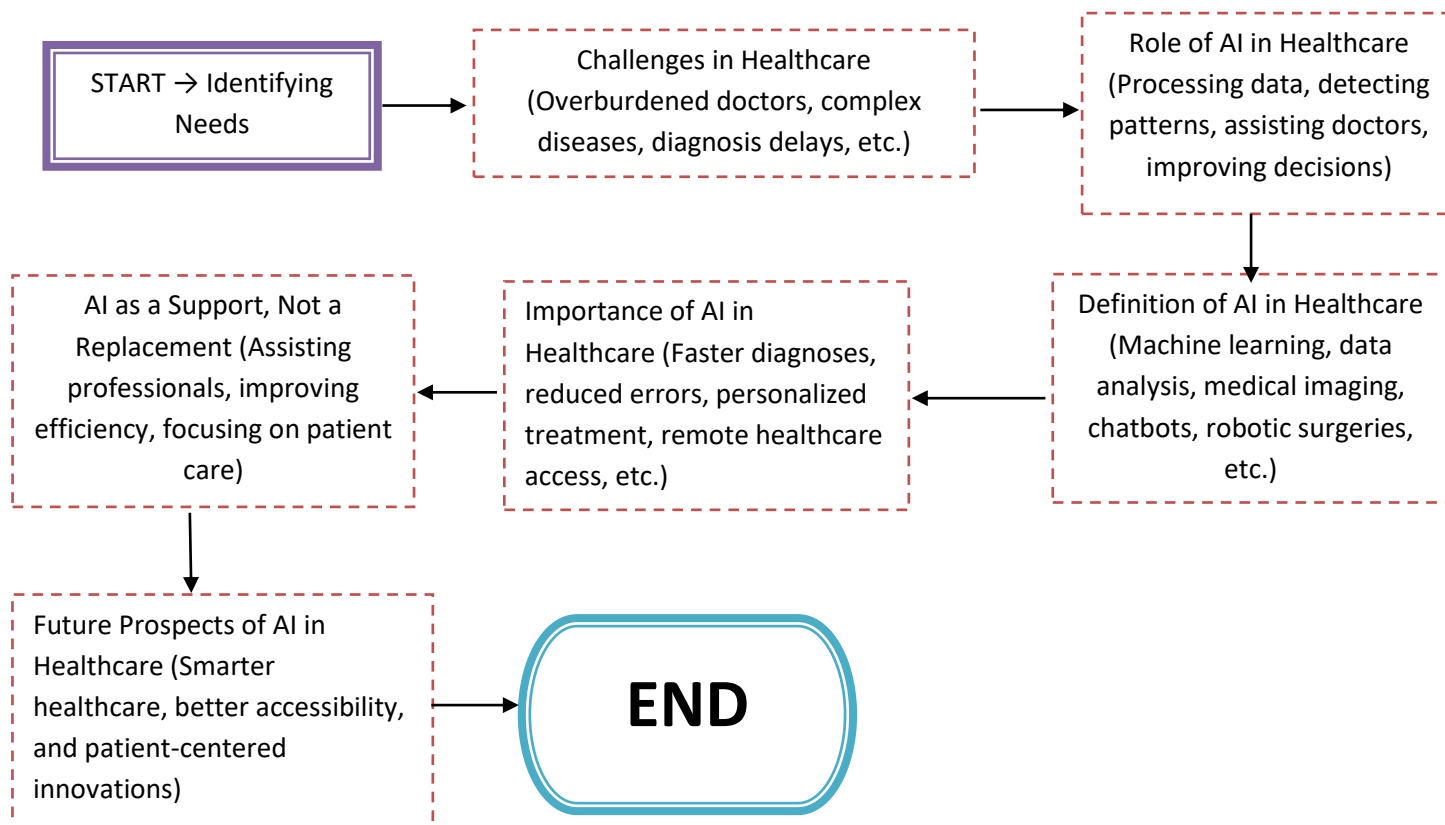 START → Identifying
Needs
Challenges in Healthcare
(Overburdened doctors, complex
diseases, diagnosis delays, etc.)
Role of AI in Healthcare
(Processing data, detecting
patterns, assisting doctors,
improving decisions)
Definition of AI in Healthcare
(Machine learning, data
analysis, medical imaging,
chatbots, robotic surgeries,
etc.)
Importance of AI in
Healthcare (Faster diagnoses,
reduced errors, personalized
treatment, remote healthcare
access, etc.)
AI as a Support, Not a
Replacement (Assisting
professionals, improving
efficiency, focusing on patient
care)
Future Prospects of AI in
Healthcare (Smarter
healthcare, better accessibility,
and patient-centered
innovations)
END